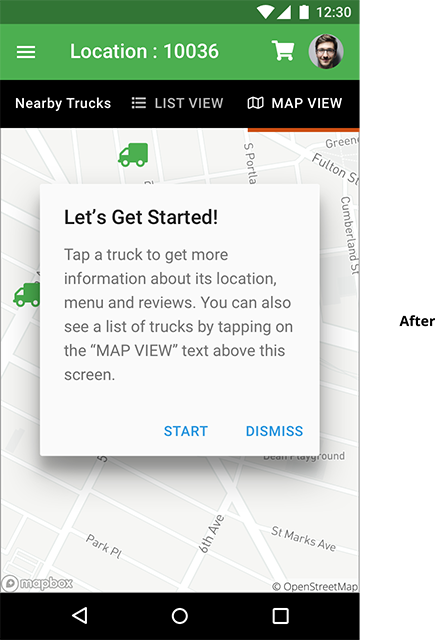 12:30
Location : 10036
Nearby Trucks LIST VIEW MAP VIEW
Greene
S Portla
Fulton St
Cumberland St
Let’s Get Started!
Tap a truck to get more
information about its location,
menu and reviews. You can also
see a list of trucks by tapping on
the “MAP VIEW” text above this
screen.
After
START DISMISS
Dean Playground
6th Ave
St Marks Ave
Park Pl
mapbox
© OpenStreetMap